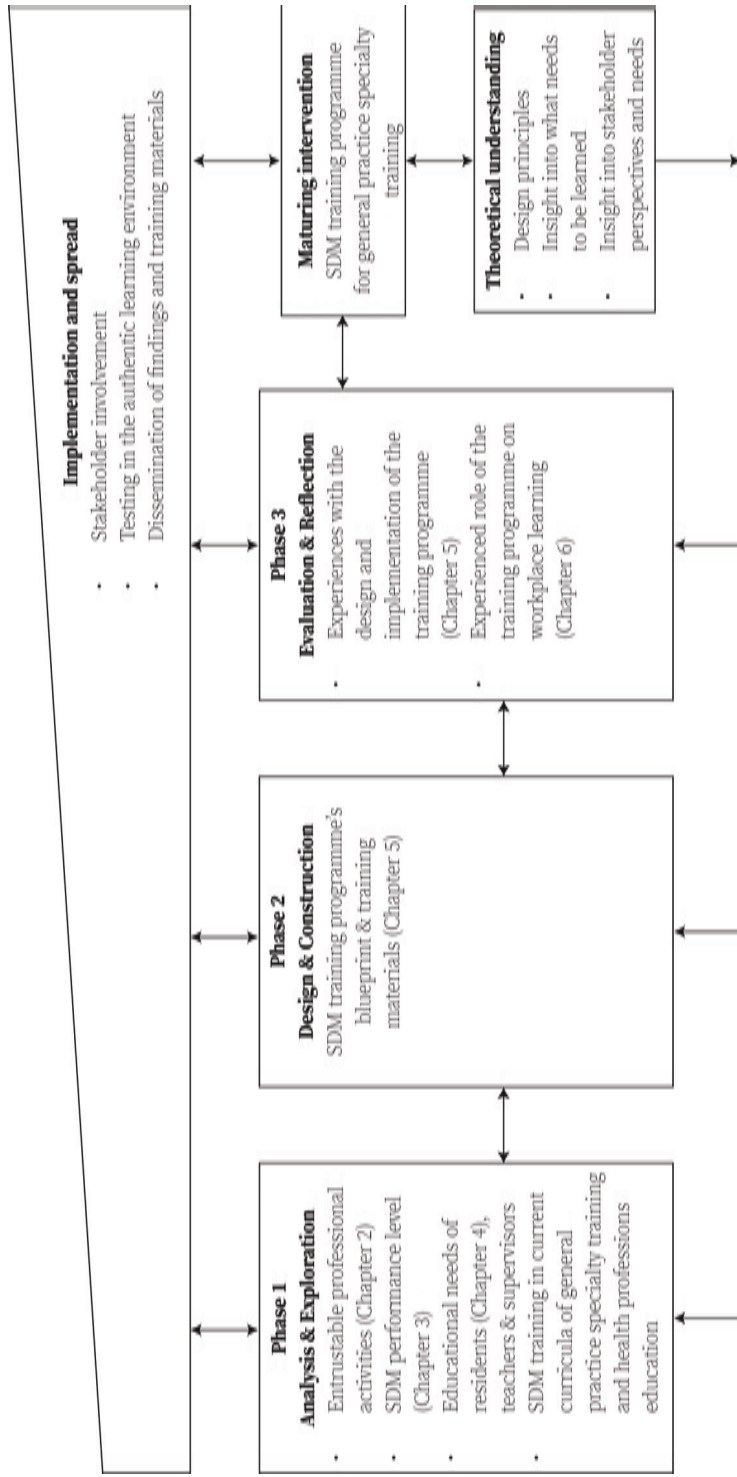 Implementation and spread
• Stakeholder involvement
• Testing in the authentic learning environment
• Dissemination of findings and training materials
Phase 1
Analysis & Exploration
• Entrustable professional
activities (Chapter 2)
• SDM performance level
(Chapter 3)
• Educational needs of
residents (Chapter 4),
teachers & supervisors
• SDM training in current
curricula of general
practice specialty training
and health professions
education
Phase 2
Design & Construction
SDM training programme's
blueprint & training
materials (Chapter 5)
Phase 3
Evaluation & Reflection
• Experiences with the
design and
implementation of the
training programme
(Chapter 5)
• Experienced role of the
training programme on
workplace learning
(Chapter 6)
Maturing intervention
SDM training programme
for general practice specialty
training
Theoretical understanding
• Design principles
• Insight into what needs
to be learned
• Insight into stakeholder
perspectives and needs